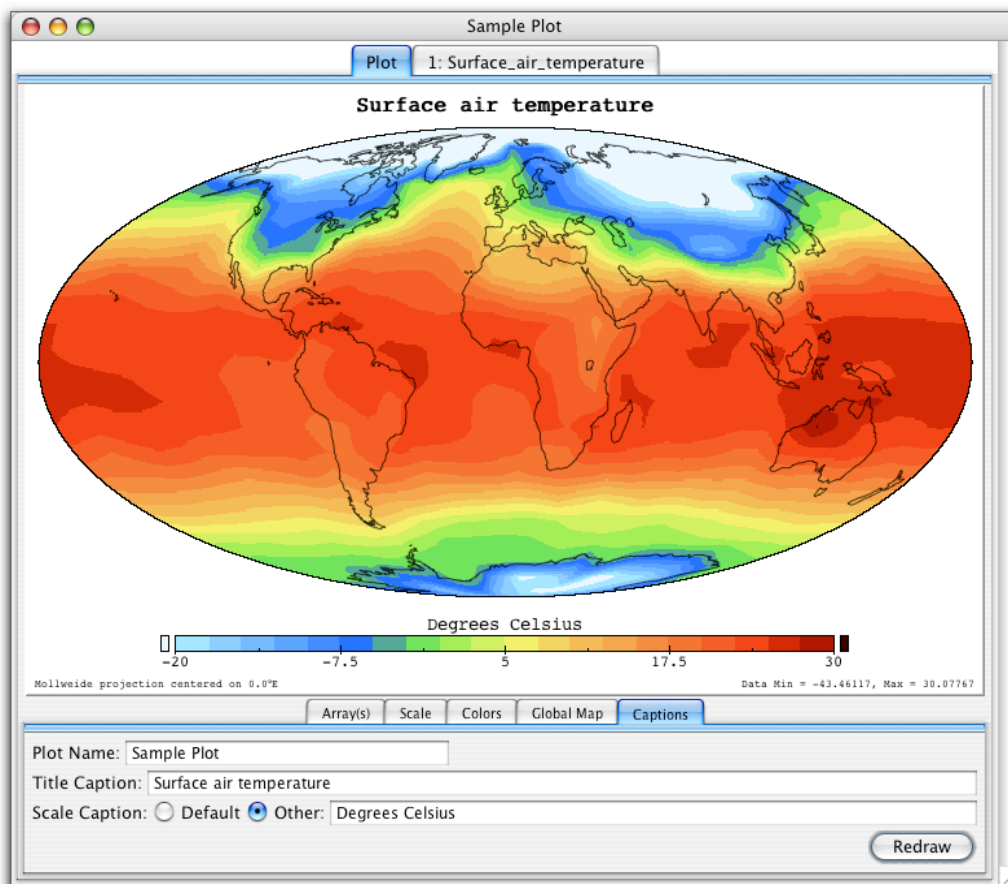 Sample Plot
Plot 1: Surface_air_temperature
Surface air temperature
Degrees Celsius
-20 -7.5 5 17.5 30
Mollweide projection centered on 0.0°E Data Min = -43.46117, Max = 30.07767
Array(s) Scale Colors Global Map Captions
Plot Name: Sample Plot
Title Caption: Surface air temperature
Scale Caption: Default Other: Degrees Celsius
Redraw